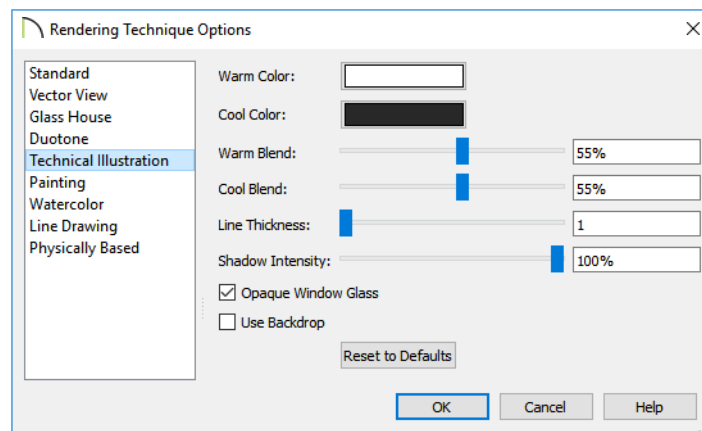 Rendering Technique Options
Standard
Vector View
Glass House
Duotone
Technical Illustration
Painting
Watercolor
Line Drawing
Physically Based
Warm Color:
Cool Color:
Warm Blend: 55%
Cool Blend: 55%
Line Thickness: 1
Shadow Intensity: 100%
Opaque Window Glass
Use Backdrop
Reset to Defaults
OK Cancel Help